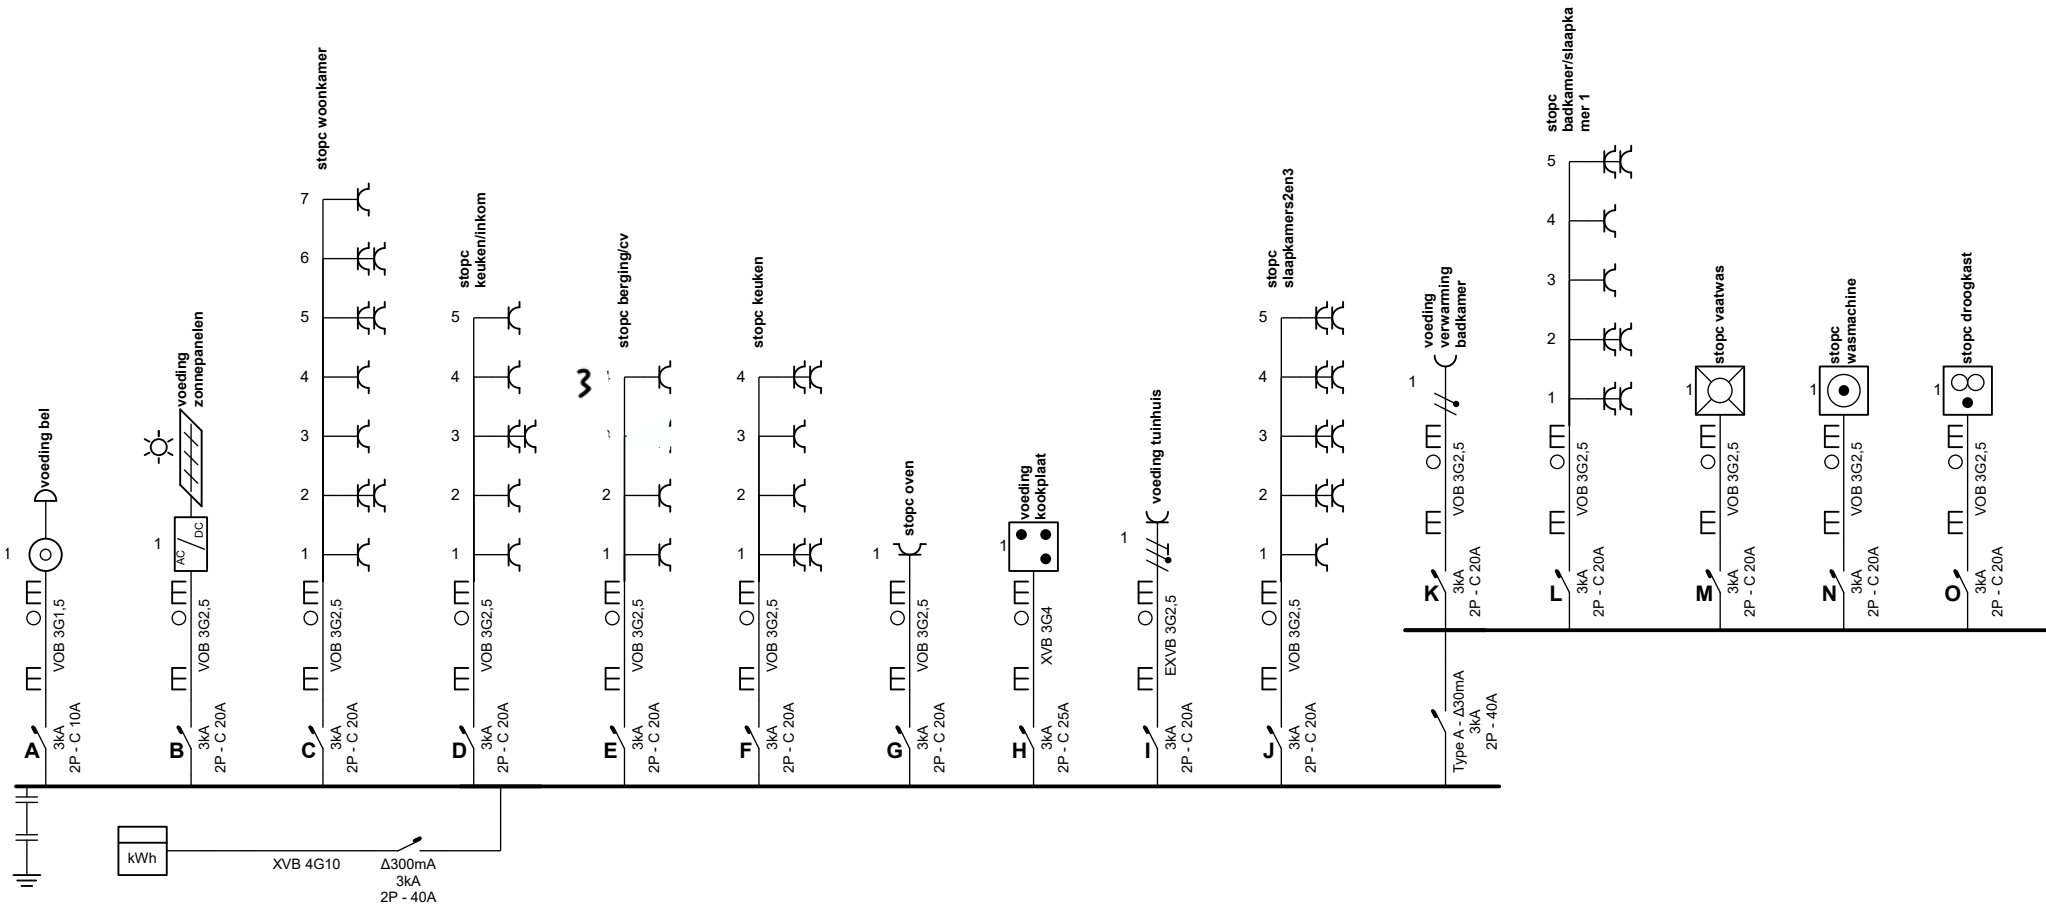 voeding bel
1
VOB 3G1,5
A
3kA
2P - C 10A
voeding
zonnepanelen
1
AC
DC
VOB 3G2,5
B
3kA
2P - C 20A
stopc woonkamer
7
6
5
4
3
2
1
VOB 3G2,5
C
3kA
2P - C 20A
stopc
keuken/inkom
5
4
3
2
1
VOB 3G2,5
D
3kA
2P - C 20A
stopc berging/cv
3
2
1
VOB 3G2,5
E
3kA
2P - C 20A
stopc keuken
4
3
2
1
VOB 3G2,5
F
3kA
2P - C 20A
stopc oven
1
VOB 3G2,5
G
3kA
2P - C 20A
voeding
kookplaat
1
XVB 3G4
H
3kA
2P - C 25A
voeding tuinhuis
1
EXVB 3G2,5
I
3kA
2P - C 20A
stopc
slaapkamers2en3
5
4
3
2
1
VOB 3G2,5
J
3kA
2P - C 20A
voeding
verwarming
badkamer
1
VOB 3G2,5
K
3kA
2P - C 20A
stopc
badkamer/slaapka
mer 1
5
4
3
2
1
VOB 3G2,5
L
3kA
2P - C 20A
stopc vaatwas
1
VOB 3G2,5
M
3kA
2P - C 20A
stopc
wasmachine
1
VOB 3G2,5
N
3kA
2P - C 20A
stopc droogkast
1
VOB 3G2,5
O
3kA
2P - C 20A
Type A - Δ30mA
3kA
2P - 40A
kWh
XVB 4G10
Δ300mA
3kA
2P - 40A